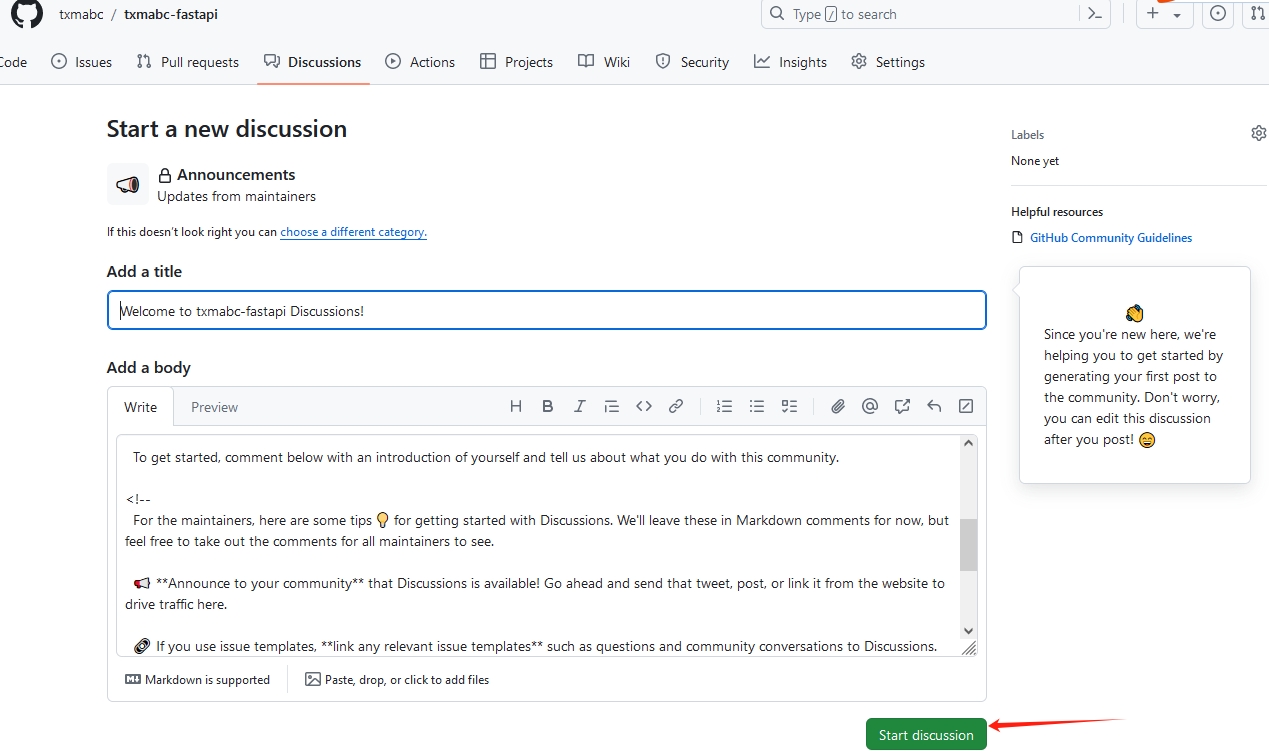 txmabc / txmabc-fastapi
Type / to search
Code
Issues
Pull requests
Discussions
Actions
Projects
Wiki
Security
Insights
Settings
Start a new discussion
Announcements
Updates from maintainers
If this doesn't look right you can choose a different category.
Add a title
Welcome to txmabc-fastapi Discussions!
Add a body
Write
Preview
To get started, comment below with an introduction of yourself and tell us about what you do with this community.
<!--
For the maintainers, here are some tips 💡 for getting started with Discussions. We'll leave these in Markdown comments for now, but
feel free to take out the comments for all maintainers to see.
📢 **Announce to your community** that Discussions is available! Go ahead and send that tweet, post, or link it from the website to
drive traffic here.
🔗 If you use issue templates, **link any relevant issue templates** such as questions and community conversations to Discussions.
Markdown is supported
Paste, drop, or click to add files
Start discussion
Labels
None yet
Helpful resources
GitHub Community Guidelines
👋
Since you're new here, we're
helping you to get started by
generating your first post to
the community. Don't worry,
you can edit this discussion
after you post! 😄